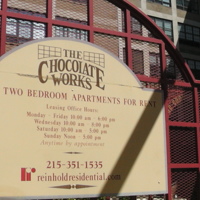 THE
CHOCOLATE
WORKS
TWO BEDROOM APARTMENTS FOR RENT
Leasing Office Hours:
Monday - Friday 10:00 am - 6:00 pm
Wednesday 10:00 am - 6:00 pm
Saturday 10:00 am - 5:00 pm
Sunday Noon - 5:00 pm
Anytime by appointment
215-351-1535
reinholdresidential.com